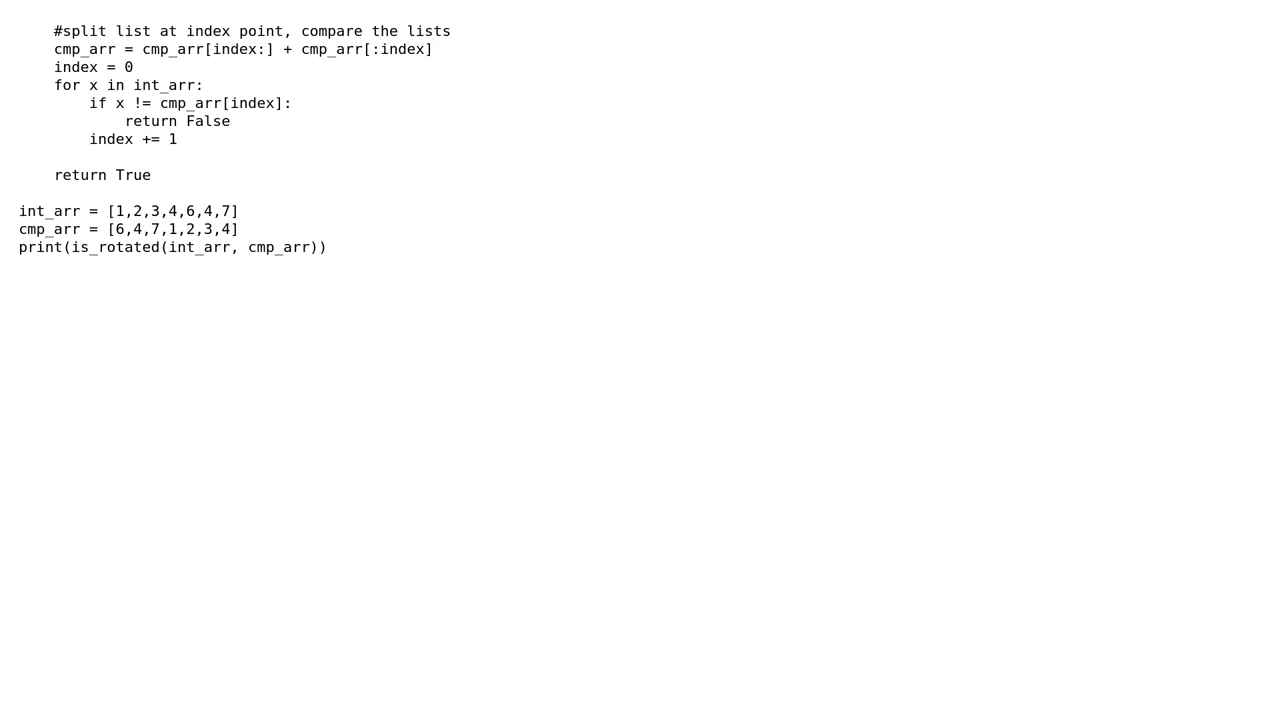 #split list at index point, compare the lists
    cmp_arr = cmp_arr[index:] + cmp_arr[:index]
    index = 0
    for x in int_arr:
        if x != cmp_arr[index]:
            return False
        index += 1

    return True

int_arr = [1,2,3,4,6,4,7]
cmp_arr = [6,4,7,1,2,3,4]
print(is_rotated(int_arr, cmp_arr))